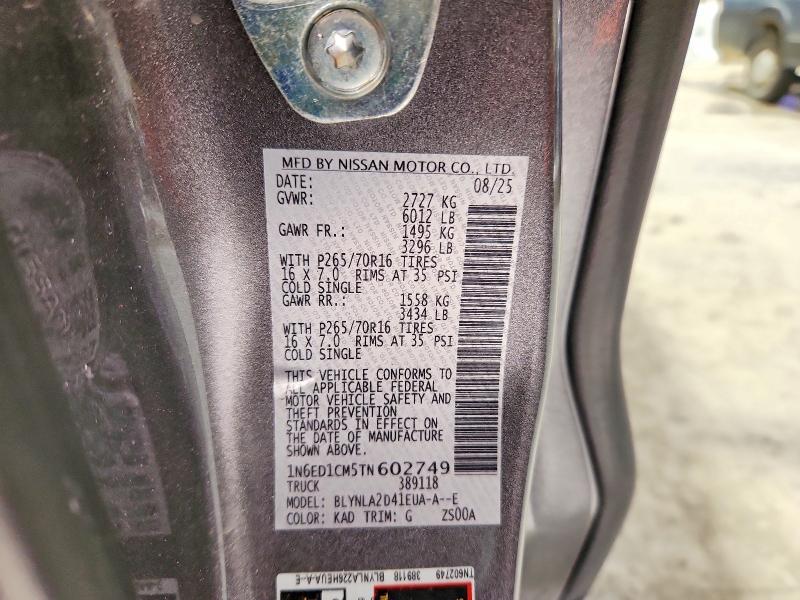 MFD BY NISSAN MOTOR CO., LTD.
DATE: 08/25
GVWR: 2727 KG
6012 LB
GAWR FR.: 1495 KG
3296 LB
WITH P265/70R16 TIRES
16 X 7.0 RIMS AT 35 PSI
COLD SINGLE
GAWR RR.: 1558 KG
3434 LB
WITH P265/70R16 TIRES
16 X 7.0 RIMS AT 35 PSI
COLD SINGLE
THIS VEHICLE CONFORMS TO
ALL APPLICABLE FEDERAL
MOTOR VEHICLE SAFETY AND
THEFT PREVENTION
STANDARDS IN EFFECT ON
THE DATE OF MANUFACTURE
SHOWN ABOVE.
1N6ED1CM5TN602749
TRUCK 389118
MODEL: BLYNLA2D41EUA-A--E
COLOR: KAD TRIM: G ZS00A
TN602749 389118 BLYNLA226HEUA-A--E